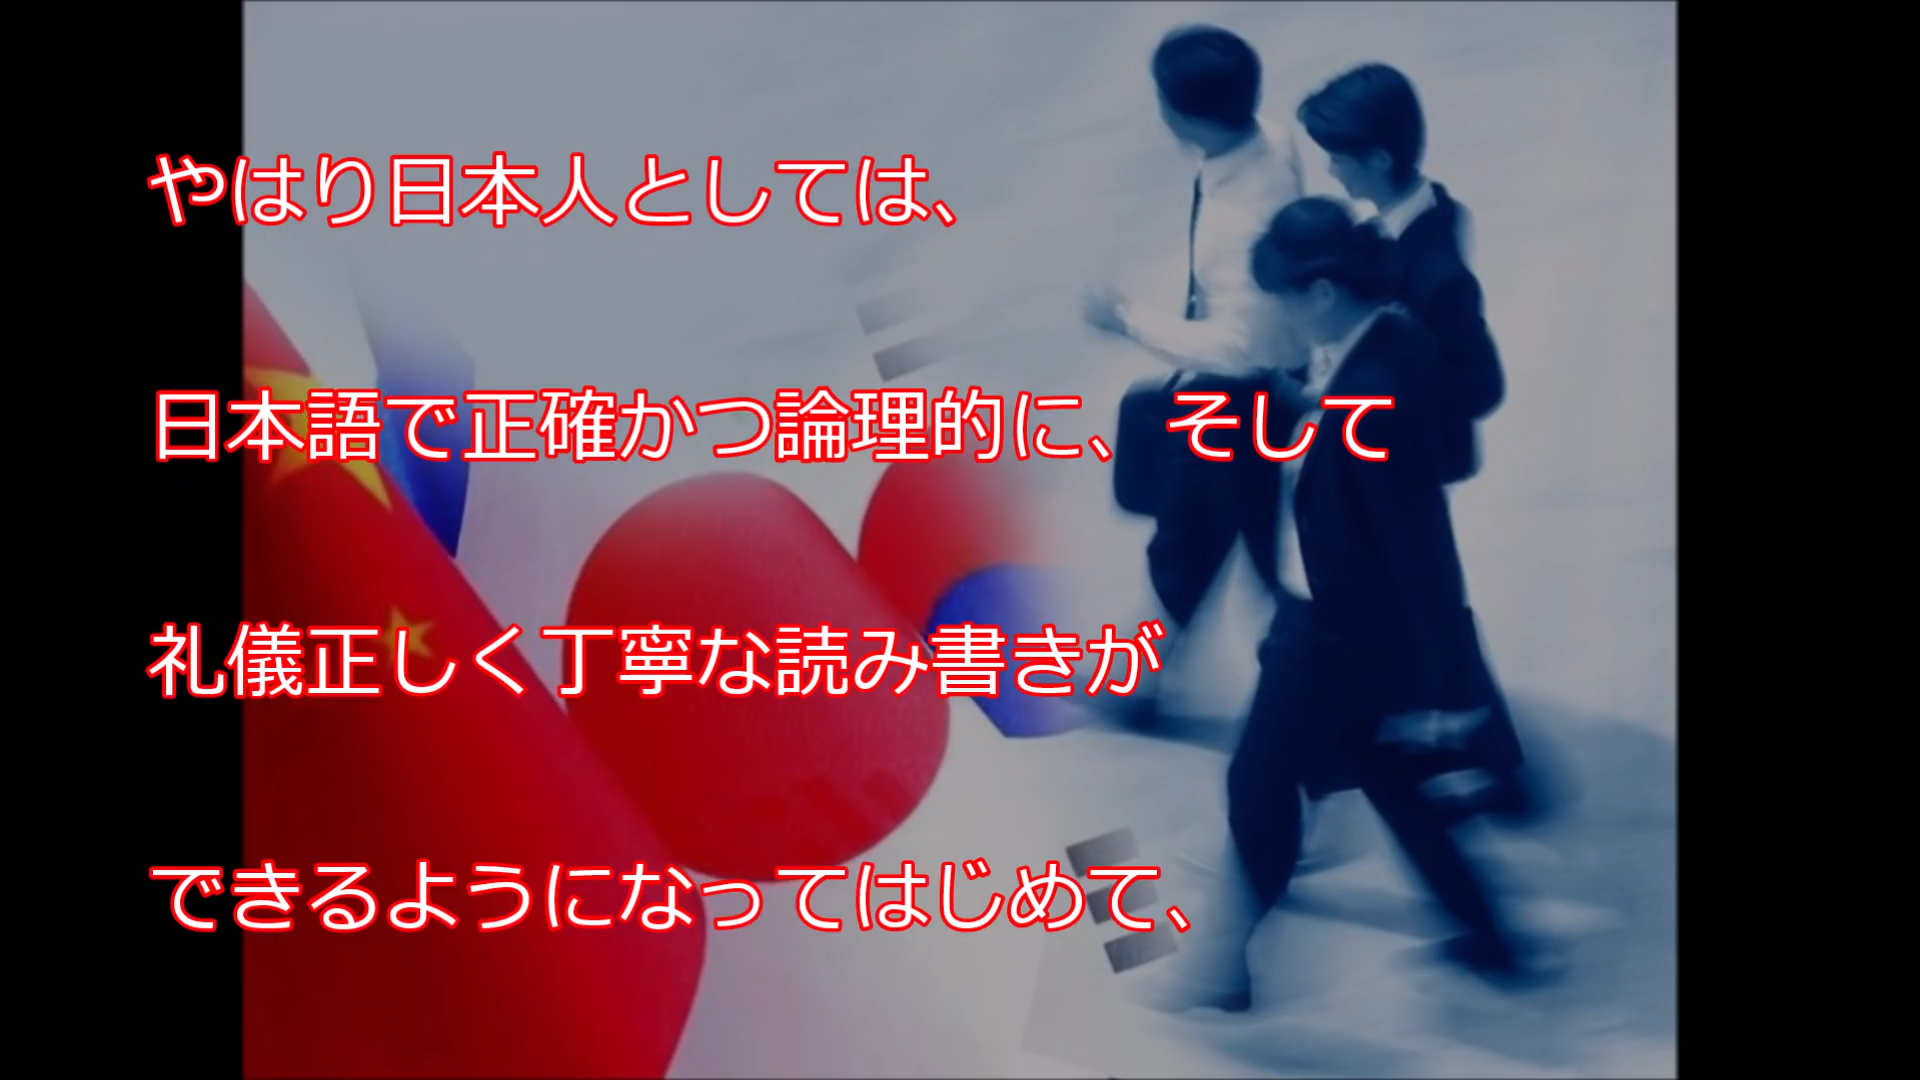 やはり日本人としては、
日本語で正確かつ論理的に、そして
礼儀正しく丁寧な読み書きが
できるようになってはじめて、